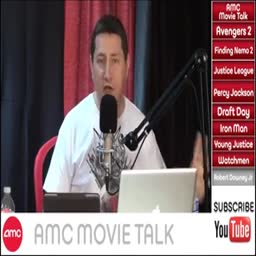 AMC
Movie Talk
Avengers 2
Finding Nemo 2
Justice League
Percy Jackson
Draft Day
Iron Man
Young Justice
Watchmen
Robert Downey Jr
SUBSCRIBE
YouTube
amc AMC MOVIE TALK